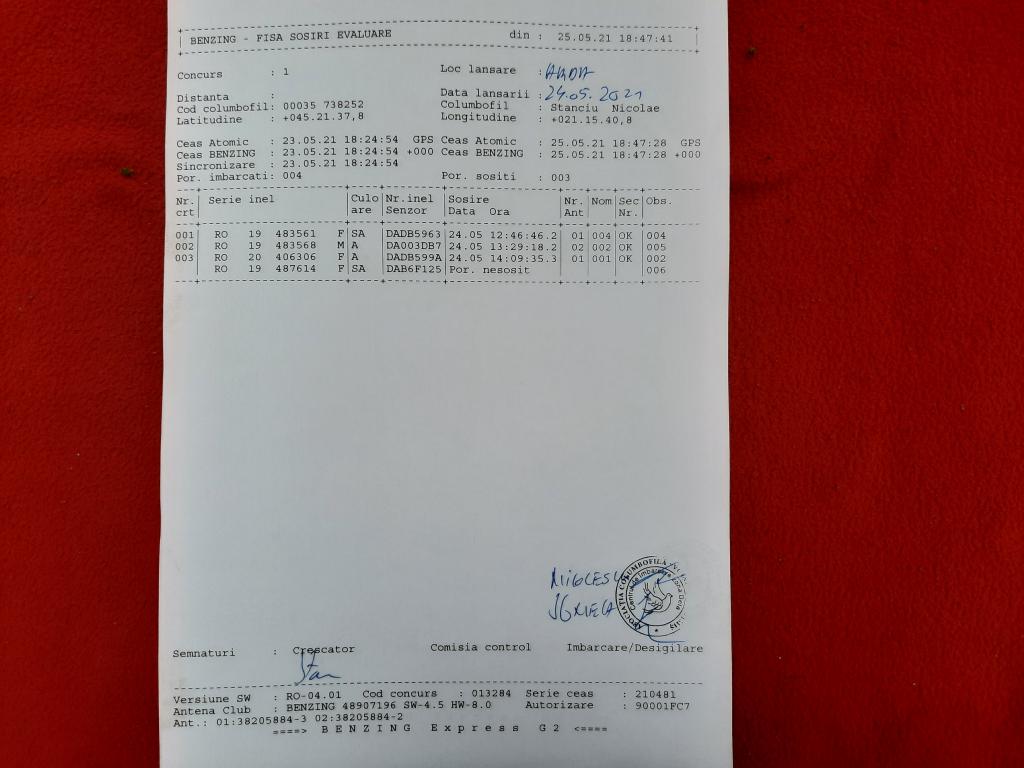 BENZING - FISA SOSIRI EVALUARE din : 25.05.21 18:47:41
Concurs : 1 Loc lansare : ARDA
Distanta : Data lansarii : 24.05.2021
Cod columbofil: 00035 738252 Columbofil : Stanciu Nicolae
Latitudine : +045.21.37,8 Longitudine : +021.15.40,8
Ceas Atomic : 23.05.21 18:24:54 GPS Ceas Atomic : 25.05.21 18:47:28 GPS
Ceas BENZING : 23.05.21 18:24:54 +000 Ceas BENZING : 25.05.21 18:47:28 +000
Sincronizare : 23.05.21 18:24:54
Por. imbarcati: 004 Por. sositi : 003
Nr. Serie inel Culo Nr.inel Sosire Nr. Nom Sec Obs.
crt are Senzor Data Ora Ant Nr.
001 RO 19 483561 F SA DADB5963 24.05 12:46:46.2 01 004 OK 004
002 RO 19 483568 M A DA003DB7 24.05 13:29:18.2 02 002 OK 005
003 RO 20 406306 F A DADB599A 24.05 14:09:35.3 01 001 OK 002
RO 19 487614 F SA DAB6F125 Por. nesosit 006
Semnaturi : Crescator Comisia control Imbarcare/Desigilare
Versiune SW : RO-04.01 Cod concurs : 013284 Serie ceas : 210481
Antena Club : BENZING 48907196 SW-4.5 HW-8.0 Autorizare : 90001FC7
Ant.: 01:38205884-3 02:38205884-2
====> B E N Z I N G E x p r e s s G 2 <====